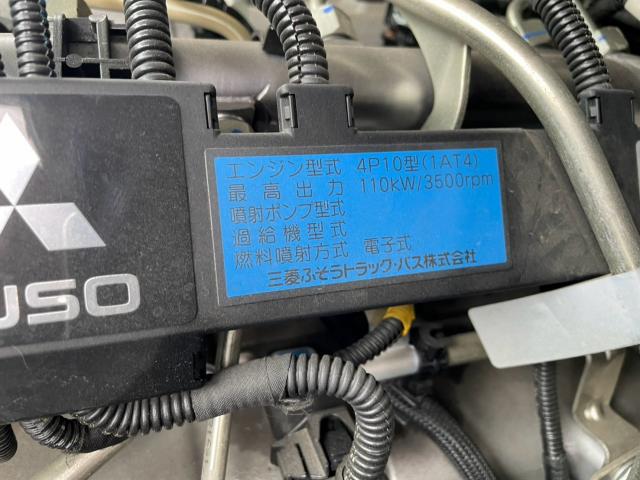 エンジン型式 4P10型(1AT4)
最高出力 110kW/3500rpm
噴射ポンプ型式
過給機型式
燃料噴射方式 電子式
三菱ふそうトラック・バス株式会社
USO